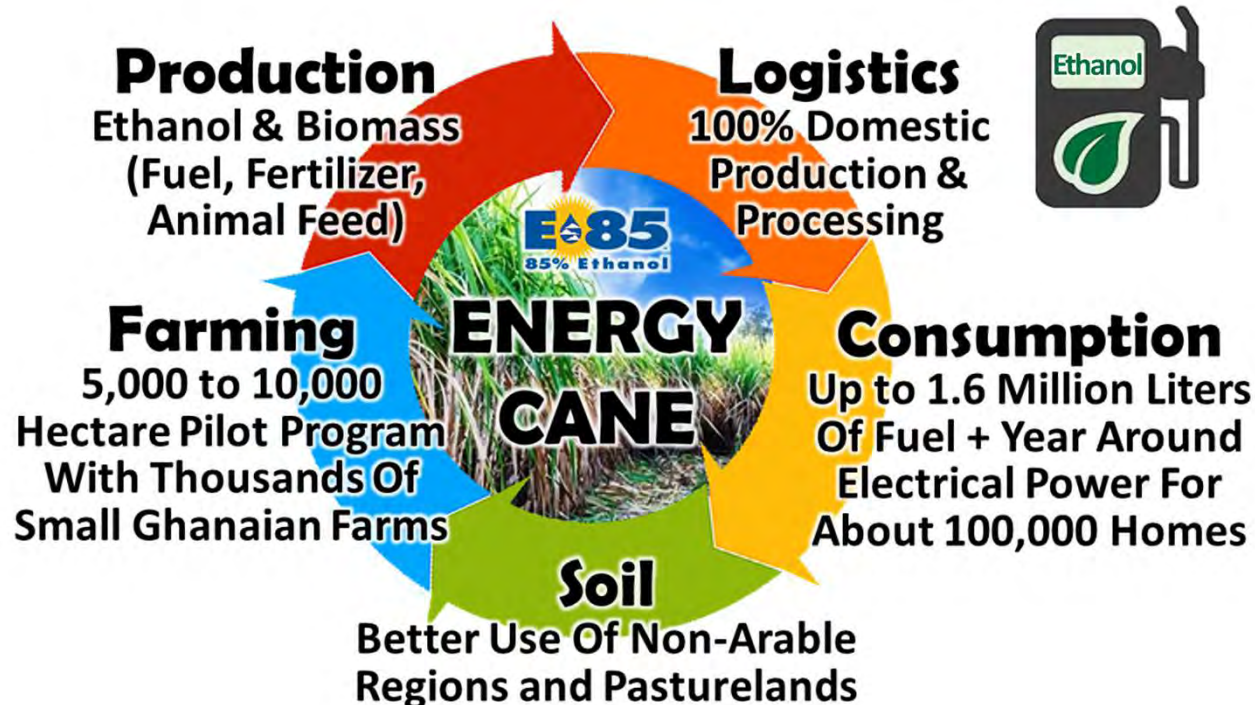 Production
Ethanol & Biomass
(Fuel, Fertilizer,
Animal Feed)
Logistics
100% Domestic
Production &
Processing
Ethanol
E85
85% Ethanol
ENERGY
CANE
Farming
5,000 to 10,000
Hectare Pilot Program
With Thousands Of
Small Ghanaian Farms
Consumption
Up to 1.6 Million Liters
Of Fuel + Year Around
Electrical Power For
About 100,000 Homes
Soil
Better Use Of Non-Arable
Regions and Pasturelands